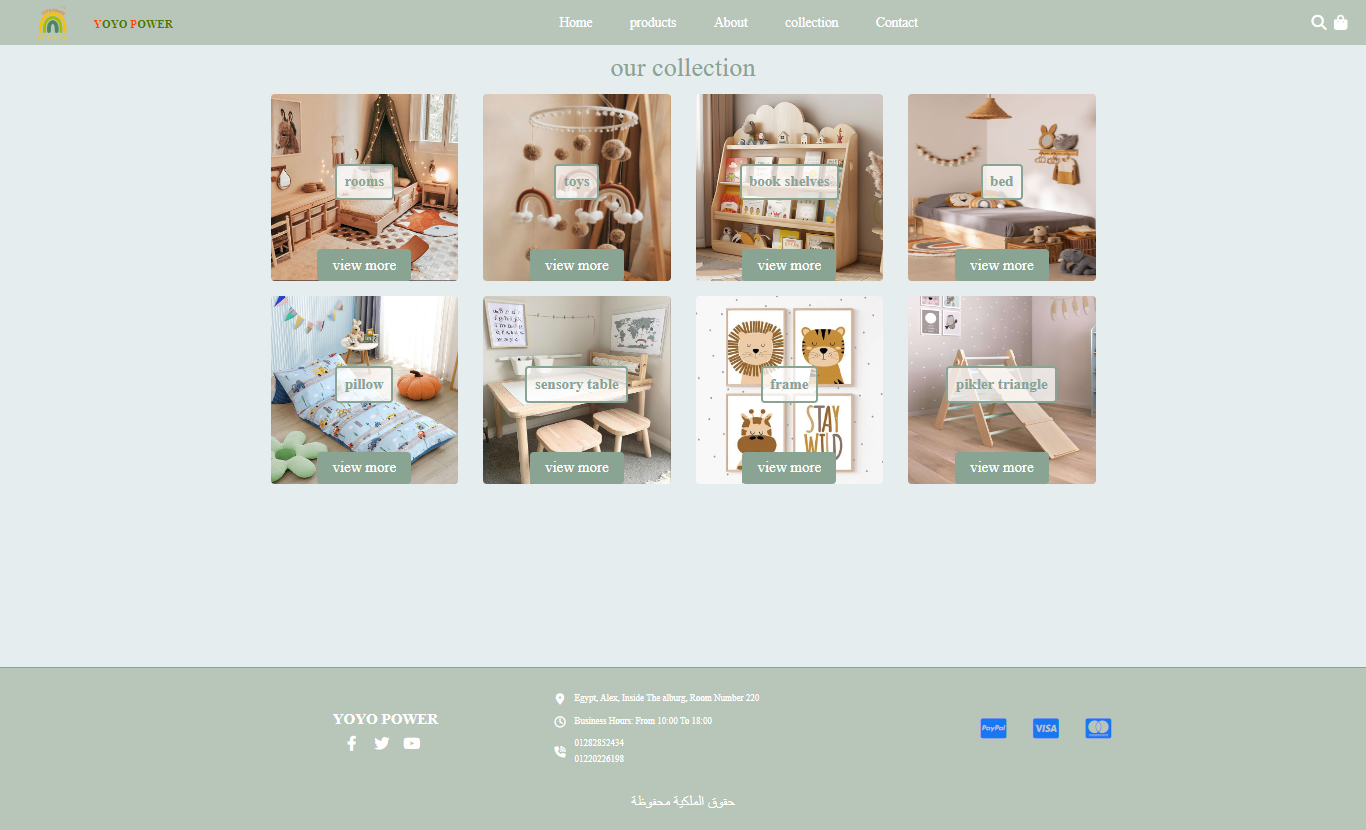 YOYO POWER
Home products About collection Contact
our collection
rooms
toys
book shelves
bed
view more
view more
view more
view more
pillow
sensory table
frame
pikler triangle
STAY
WILD
view more
view more
view more
view more
YOYO POWER
Egypt, Alex, Inside The alburg, Room Number 220
Business Hours: From 10:00 To 18:00
01282852434
01220226198
PayPal
VISA
حقوق الملكية محفوظة